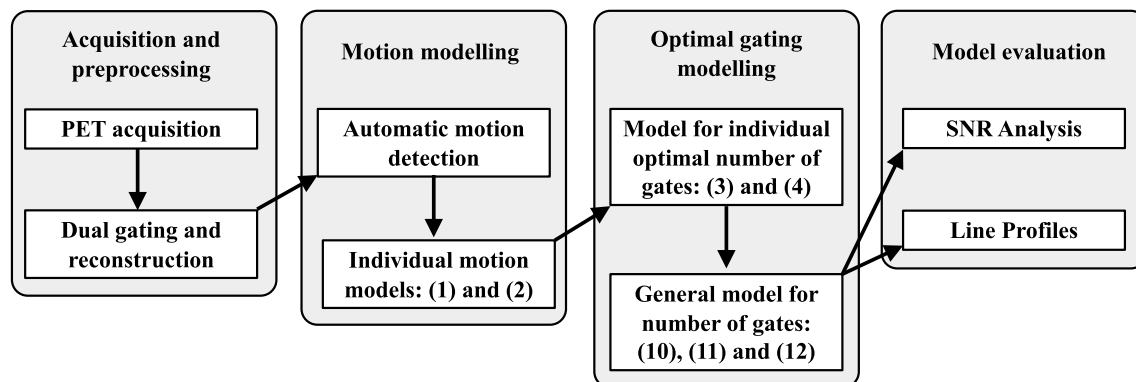 Acquisition and
preprocessing
PET acquisition
Dual gating and
reconstruction
Motion modelling
Automatic motion
detection
Individual motion
models: (1) and (2)
Optimal gating
modelling
Model for individual
optimal number of
gates: (3) and (4)
General model for
number of gates:
(10), (11) and (12)
Model evaluation
SNR Analysis
Line Profiles